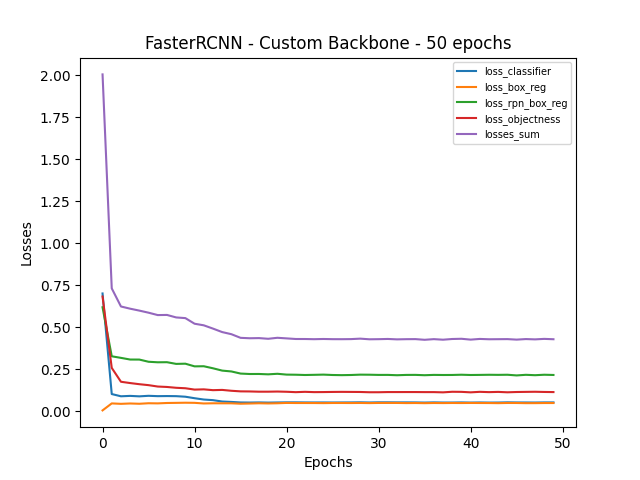 FasterRCNN - Custom Backbone - 50 epochs
2.00
1.75
1.50
1.25
1.00
0.75
0.50
0.25
0.00
Losses
loss_classifier
loss_box_reg
loss_rpn_box_reg
loss_objectness
losses_sum
0 10 20 30 40 50
Epochs